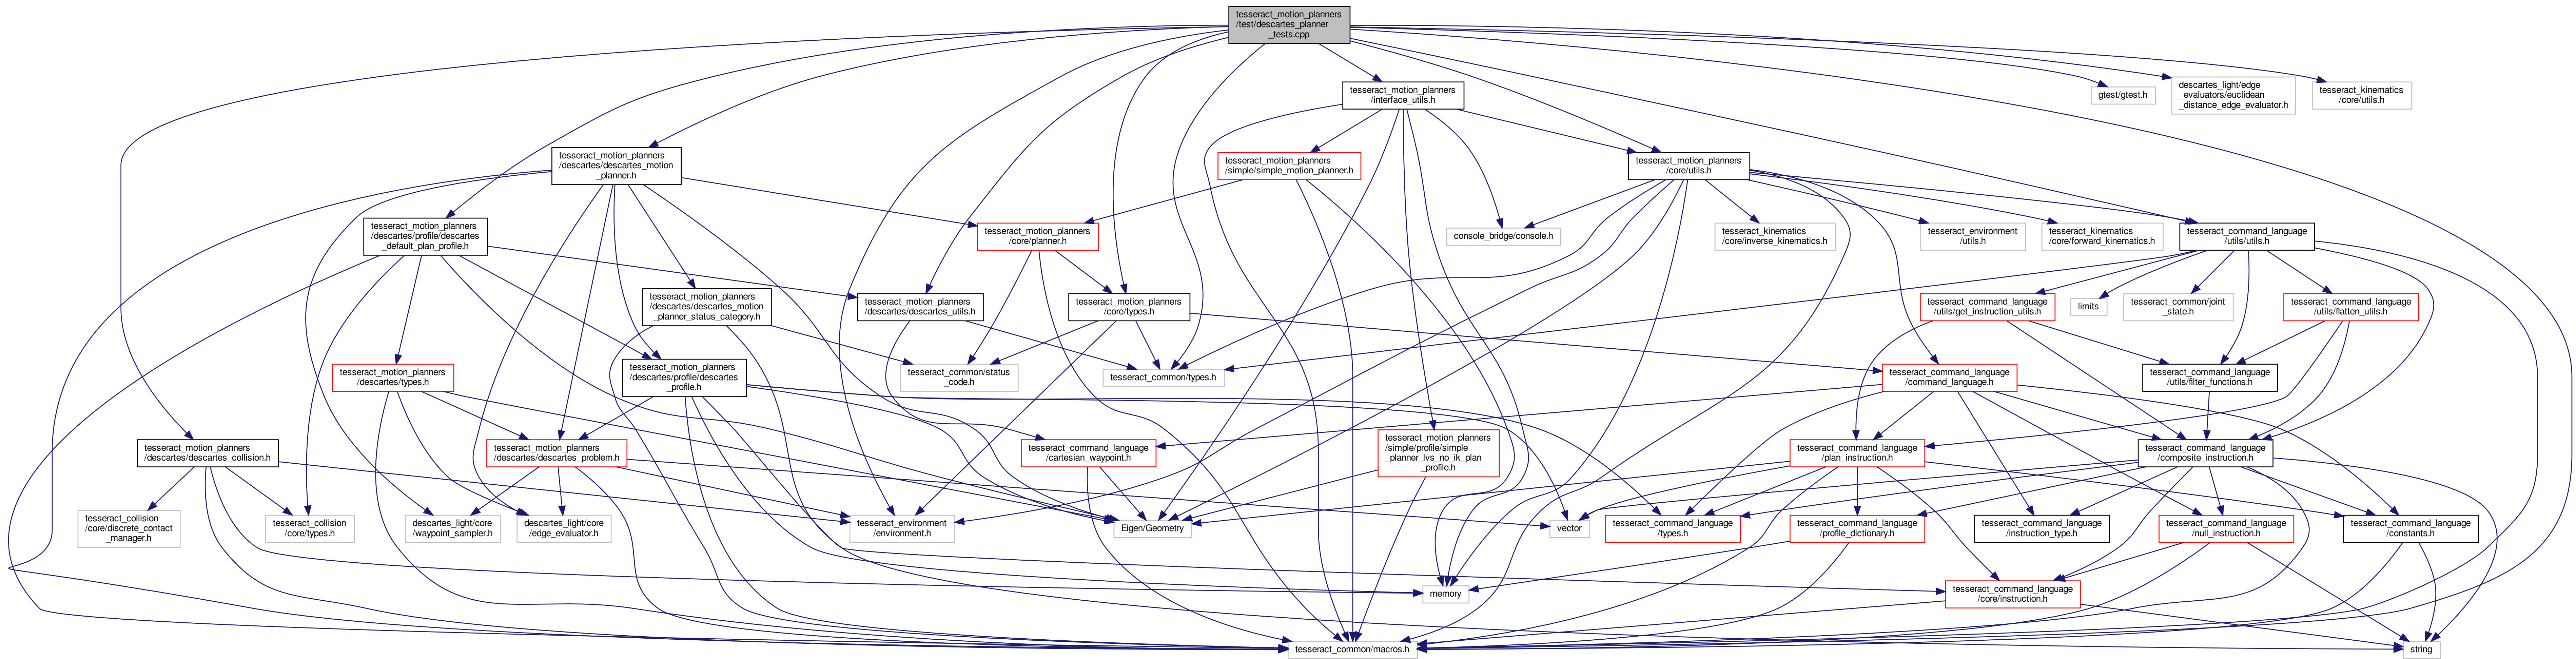 tesseract_motion_planners
/test/descartes_planner
_tests.cpp
tesseract_motion_planners
/interface_utils.h
gtest/gtest.h
descartes_light/edge
_evaluators/euclidean
_distance_edge_evaluator.h
tesseract_kinematics
/core/utils.h
tesseract_motion_planners
/descartes/descartes_motion
_planner.h
tesseract_motion_planners
/simple/simple_motion_planner.h
tesseract_motion_planners
/core/utils.h
tesseract_motion_planners
/descartes/profile/descartes
_default_plan_profile.h
tesseract_motion_planners
/core/planner.h
console_bridge/console.h
tesseract_kinematics
/core/inverse_kinematics.h
tesseract_environment
/utils.h
tesseract_kinematics
/core/forward_kinematics.h
tesseract_command_language
/utils/utils.h
tesseract_motion_planners
/descartes/descartes_motion
_planner_status_category.h
tesseract_motion_planners
/descartes/descartes_utils.h
tesseract_motion_planners
/core/types.h
tesseract_command_language
/utils/get_instruction_utils.h
limits
tesseract_common/joint
_state.h
tesseract_command_language
/utils/flatten_utils.h
tesseract_motion_planners
/descartes/types.h
tesseract_motion_planners
/descartes/profile/descartes
_profile.h
tesseract_common/status
_code.h
tesseract_common/types.h
tesseract_command_language
/command_language.h
tesseract_command_language
/utils/filter_functions.h
tesseract_motion_planners
/descartes/descartes_collision.h
tesseract_motion_planners
/descartes/descartes_problem.h
tesseract_command_language
/cartesian_waypoint.h
tesseract_motion_planners
/simple/profile/simple
_planner_lvs_no_ik_plan
_profile.h
tesseract_command_language
/plan_instruction.h
tesseract_command_language
/composite_instruction.h
tesseract_collision
/core/discrete_contact
_manager.h
tesseract_collision
/core/types.h
descartes_light/core
/waypoint_sampler.h
descartes_light/core
/edge_evaluator.h
tesseract_environment
/environment.h
Eigen/Geometry
vector
tesseract_command_language
/types.h
tesseract_command_language
/profile_dictionary.h
tesseract_command_language
/instruction_type.h
tesseract_command_language
/null_instruction.h
tesseract_command_language
/constants.h
memory
tesseract_command_language
/core/instruction.h
tesseract_common/macros.h
string